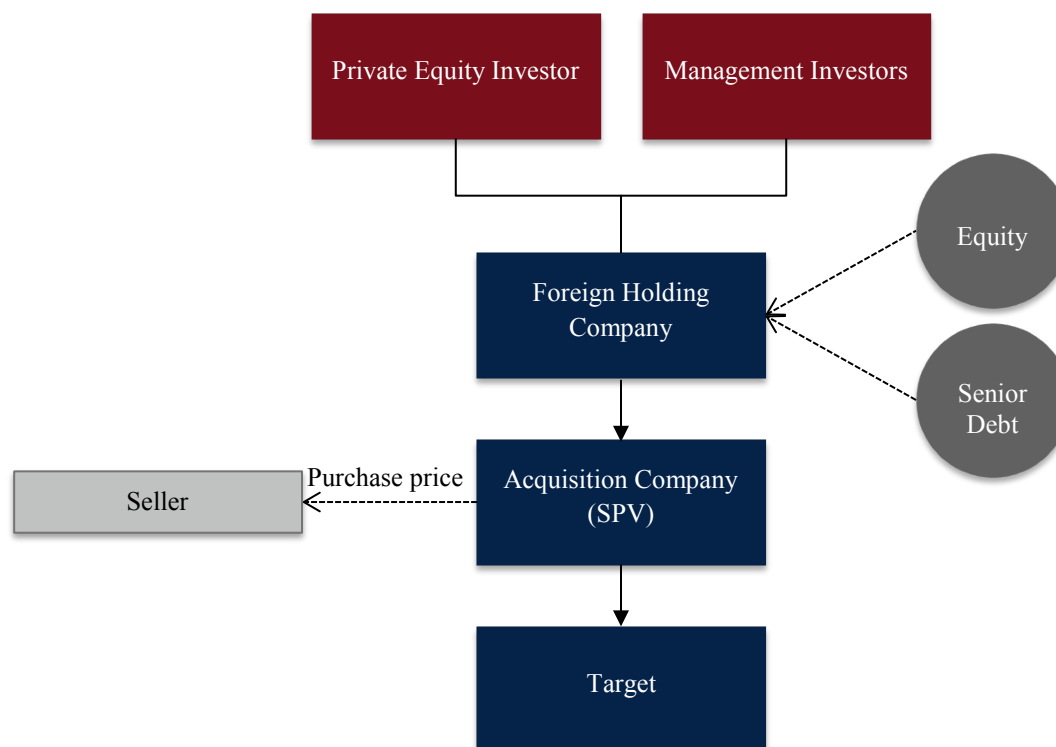 Private Equity Investor
Management Investors
Equity
Foreign Holding
Company
Senior
Debt
Purchase price
Acquisition Company
(SPV)
Seller
Target